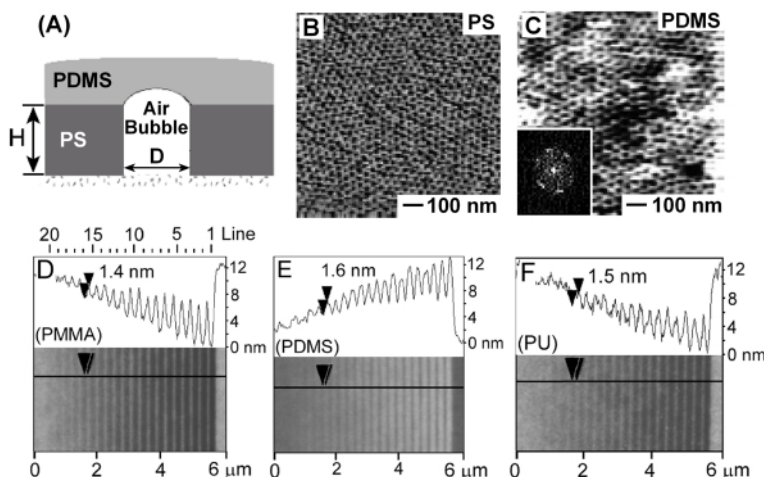 (A)
PDMS
H
PS
Air
Bubble
D
B
PS
100 nm
C
PDMS
100 nm
20 15 10 5 1 Line
D
1.4 nm
12
8
4
0 nm
(PMMA)
0 2 4 6 μm
E
1.6 nm
12
8
4
0 nm
(PDMS)
0 2 4 6 μm
F
1.5 nm
12
8
4
0 nm
(PU)
0 2 4 6 μm